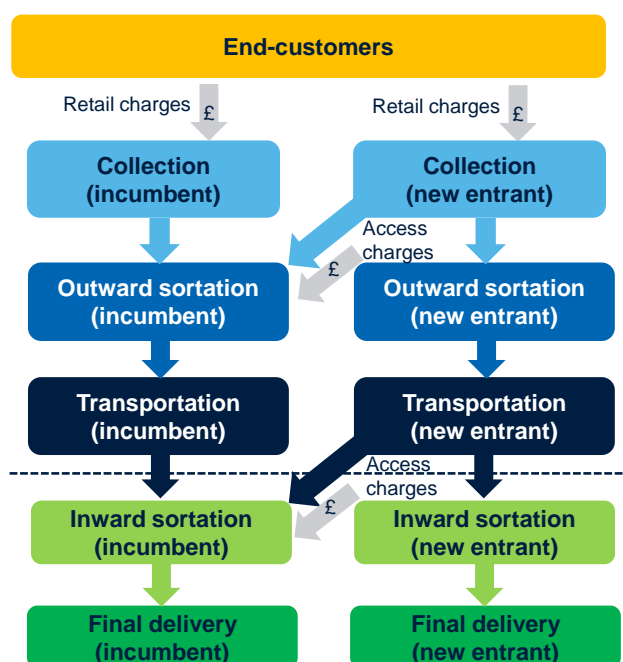 End-customers
Retail charges
£
Retail charges
£
Collection
(incumbent)
Collection
(new entrant)
Access
charges
£
Outward sortation
(incumbent)
Outward sortation
(new entrant)
Transportation
(incumbent)
Transportation
(new entrant)
Access
charges
£
Inward sortation
(incumbent)
Inward sortation
(new entrant)
Final delivery
(incumbent)
Final delivery
(new entrant)